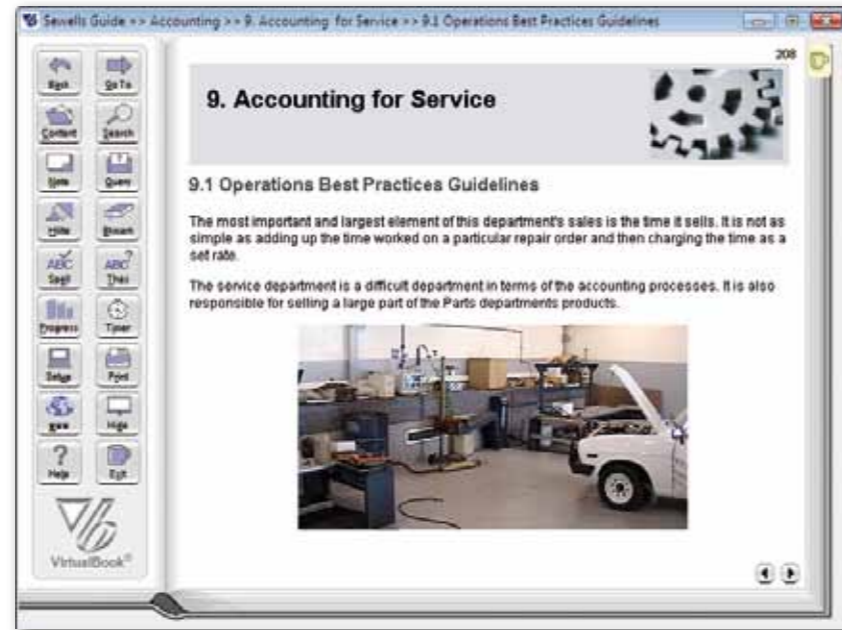 Sewells Guide >> Accounting >> 9. Accounting for Service >> 9.1 Operations Best Practices Guidelines
208
Back
Go To
Content
Search
Note
Query
Hilite
Bkmark
Spell
Thes
Progress
Timer
Setup
Print
Web
Hide
Help
Exit
VirtualBook®
9. Accounting for Service
9.1 Operations Best Practices Guidelines
The most important and largest element of this department's sales is the time it sells. It is not as
simple as adding up the time worked on a particular repair order and then charging the time as a
set rate.
The service department is a difficult department in terms of the accounting processes. It is also
responsible for selling a large part of the Parts departments products.